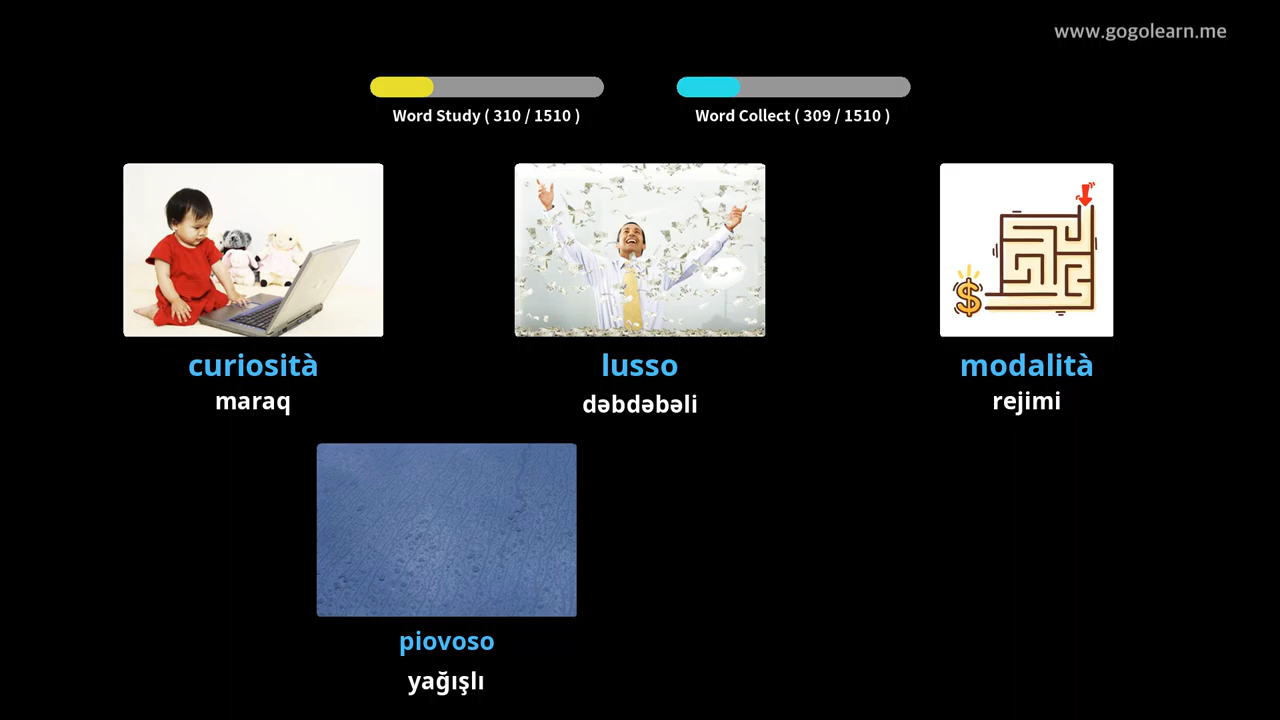 www.gogolearn.me
Word Study ( 310 / 1510 )
Word Collect ( 309 / 1510 )
curiosità
maraq
lusso
dəbdəbəli
modalità
rejimi
piovoso
yağışlı